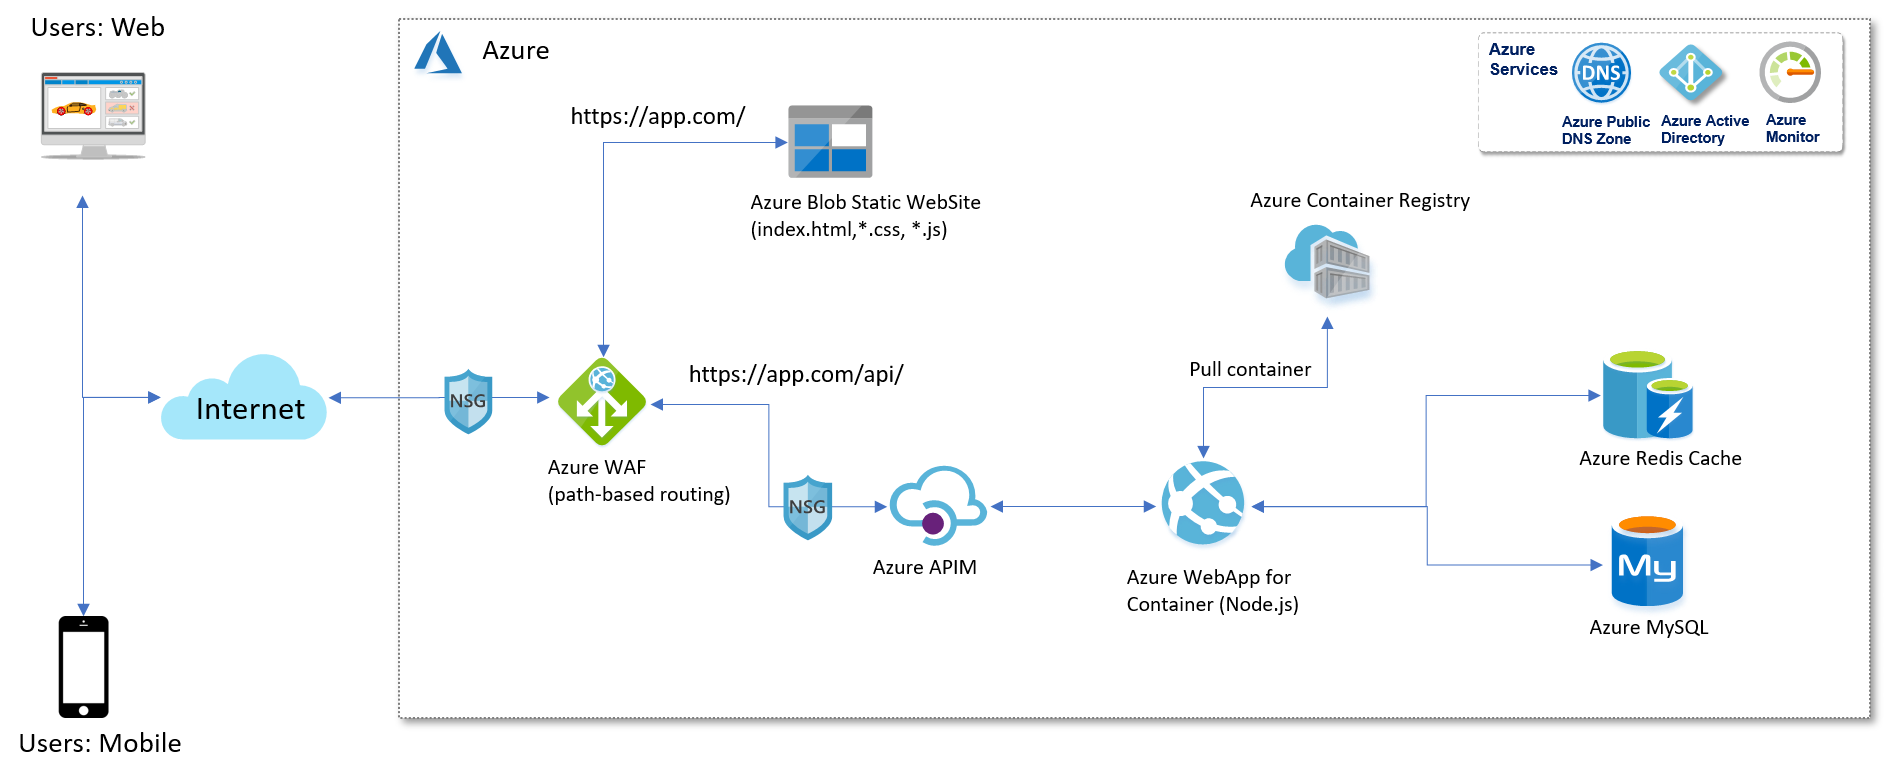 Users: Web
Azure
Azure
Services
DNS
Azure Public
DNS Zone
Azure Active
Directory
Azure
Monitor
https://app.com/
Azure Blob Static WebSite
(index.html,*.css, *.js)
Azure Container Registry
Pull container
Internet
NSG
https://app.com/api/
Azure WAF
(path-based routing)
NSG
Azure APIM
Azure WebApp for
Container (Node.js)
Azure Redis Cache
My
Azure MySQL
Users: Mobile